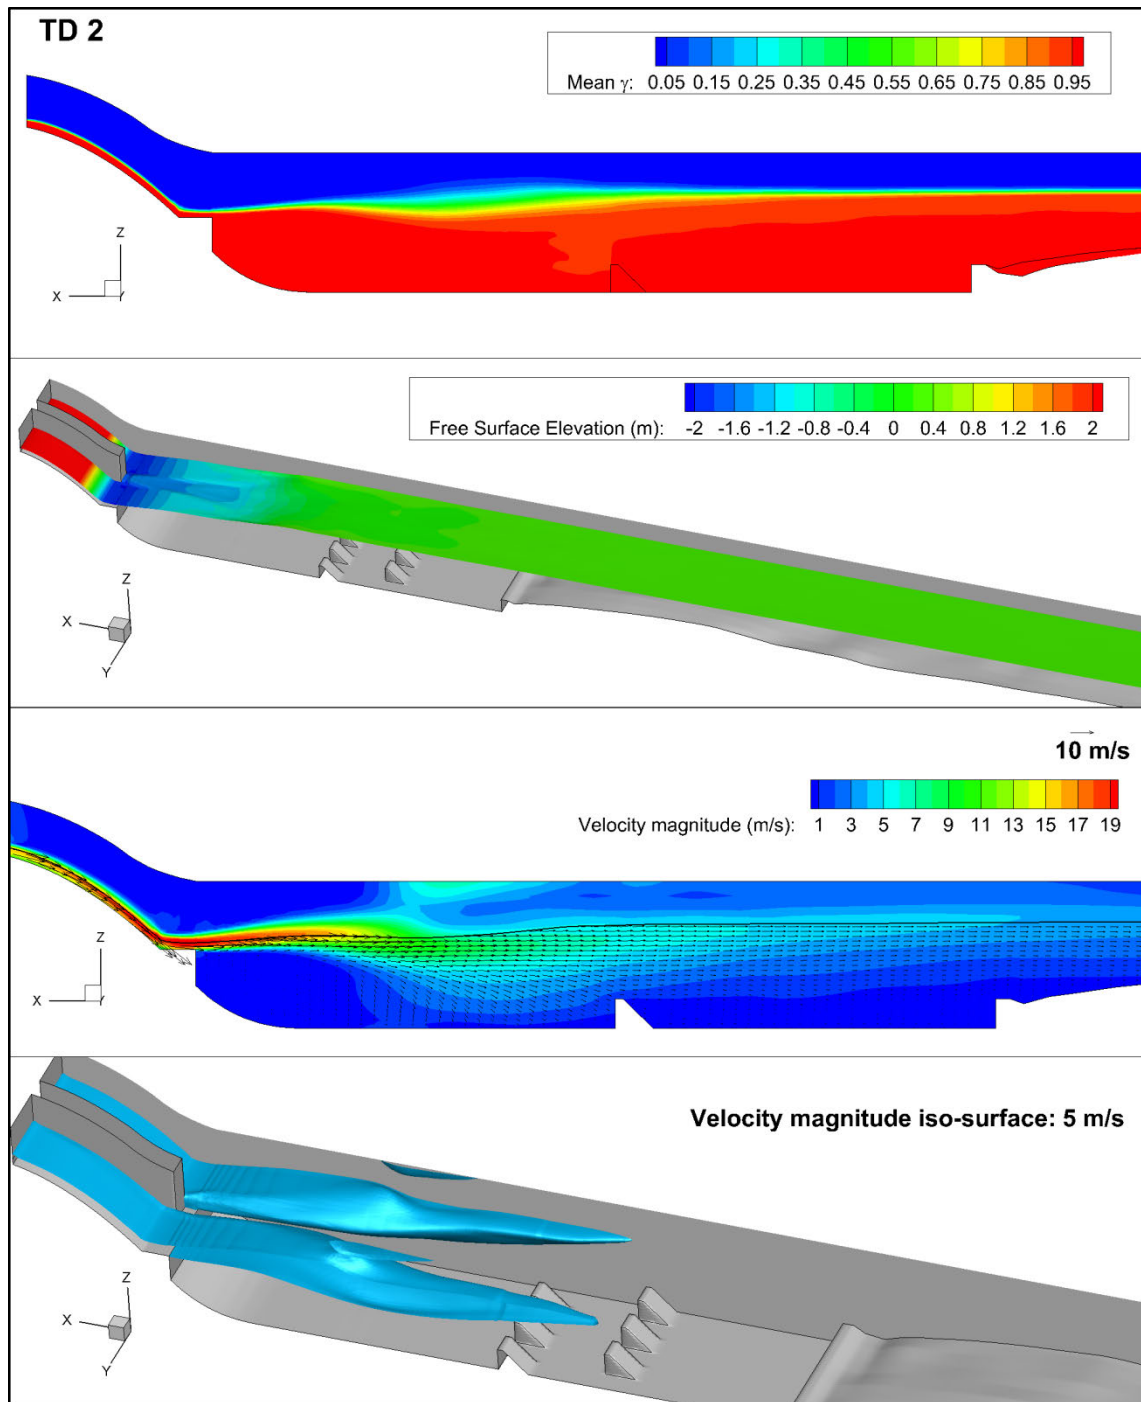 TD 2
Mean γ: 0.05 0.15 0.25 0.35 0.45 0.55 0.65 0.75 0.85 0.95
Z
X
Y
Free Surface Elevation (m): -2 -1.6 -1.2 -0.8 -0.4 0 0.4 0.8 1.2 1.6 2
Z
X
Y
10 m/s
Velocity magnitude (m/s): 1 3 5 7 9 11 13 15 17 19
Z
X
Y
Velocity magnitude iso-surface: 5 m/s
Z
X
Y